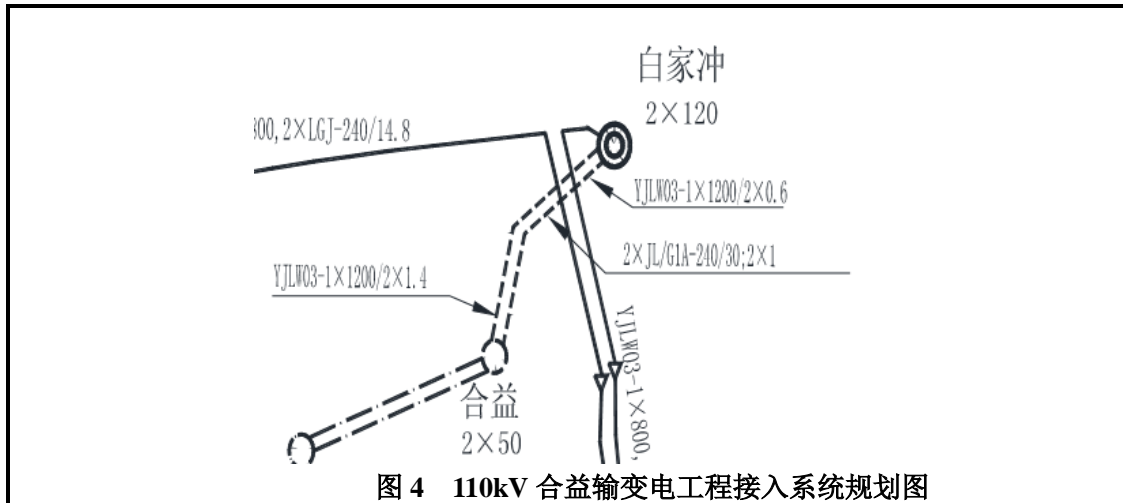 白家冲
2×120
300,2×LGJ-240/14.8
YJLW03-1×1200/2×0.6
2×JL/G1A-240/30;2×1
YJLW03-1×1200/2×1.4
YJLW03-1×800,
合益
2×50
图 4 110kV 合益输变电工程接入系统规划图